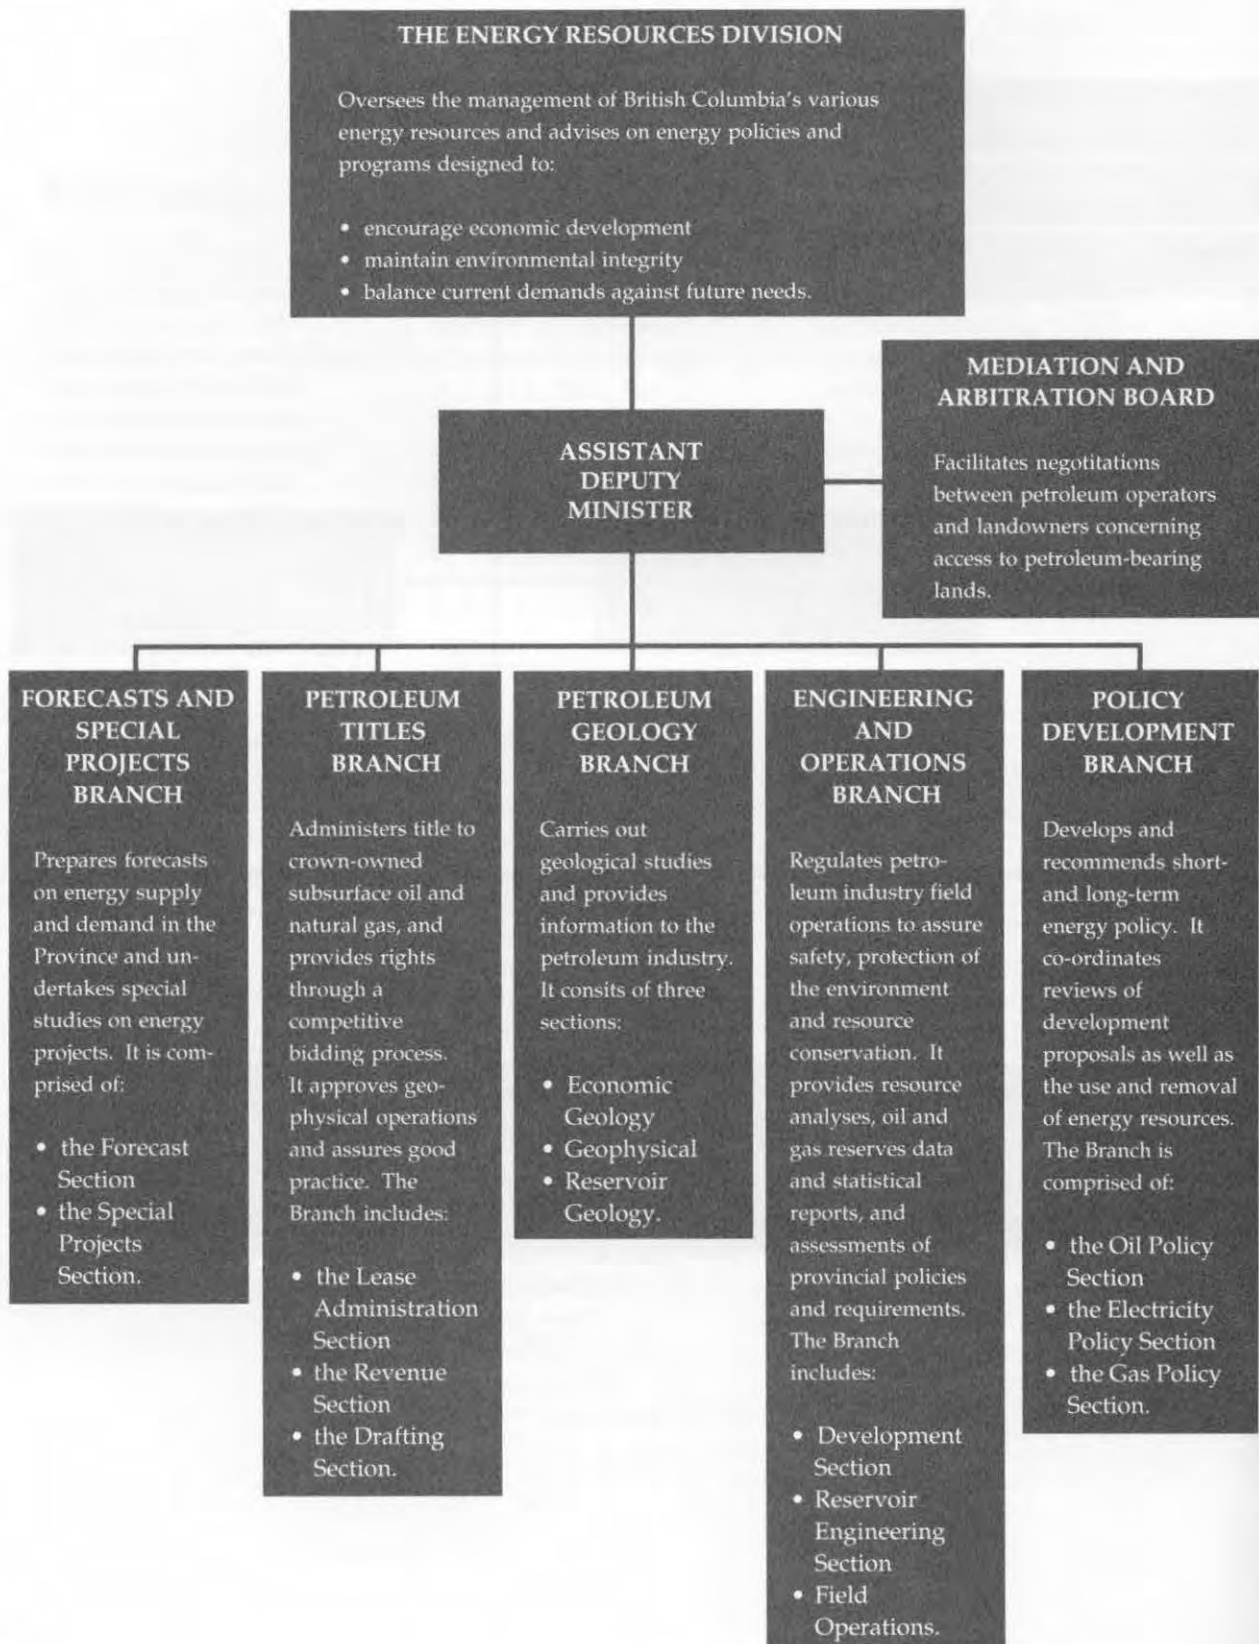 THE ENERGY RESOURCES DIVISION
Oversees the management of British Columbia's various
energy resources and advises on energy policies and
programs designed to:
• encourage economic development
• maintain environmental integrity
• balance current demands against future needs.
MEDIATION AND
ARBITRATION BOARD
Facilitates negotitations
between petroleum operators
and landowners concerning
access to petroleum-bearing
lands.
ASSISTANT
DEPUTY
MINISTER
FORECASTS AND
SPECIAL
PROJECTS
BRANCH
Prepares forecasts
on energy supply
and demand in the
Province and un-
dertakes special
studies on energy
projects. It is com-
prised of:
• the Forecast
Section
• the Special
Projects
Section.
PETROLEUM
TITLES
BRANCH
Administers title to
crown-owned
subsurface oil and
natural gas, and
provides rights
through a
competitive
bidding process.
It approves geo-
physical operations
and assures good
practice. The
Branch includes:
• the Lease
Administration
Section
• the Revenue
Section
• the Drafting
Section.
PETROLEUM
GEOLOGY
BRANCH
Carries out
geological studies
and provides
information to the
petroleum industry.
It consits of three
sections:
• Economic
Geology
• Geophysical
• Reservoir
Geology.
ENGINEERING
AND
OPERATIONS
BRANCH
Regulates petro-
leum industry field
operations to assure
safety, protection of
the environment
and resource
conservation. It
provides resource
analyses, oil and
gas reserves data
and statistical
reports, and
assessments of
provincial policies
and requirements.
The Branch
includes:
• Development
Section
• Reservoir
Engineering
Section
• Field
Operations.
POLICY
DEVELOPMENT
BRANCH
Develops and
recommends short-
and long-term
energy policy. It
co-ordinates
reviews of
development
proposals as well as
the use and removal
of energy resources.
The Branch is
comprised of:
• the Oil Policy
Section
• the Electricity
Policy Section
• the Gas Policy
Section.